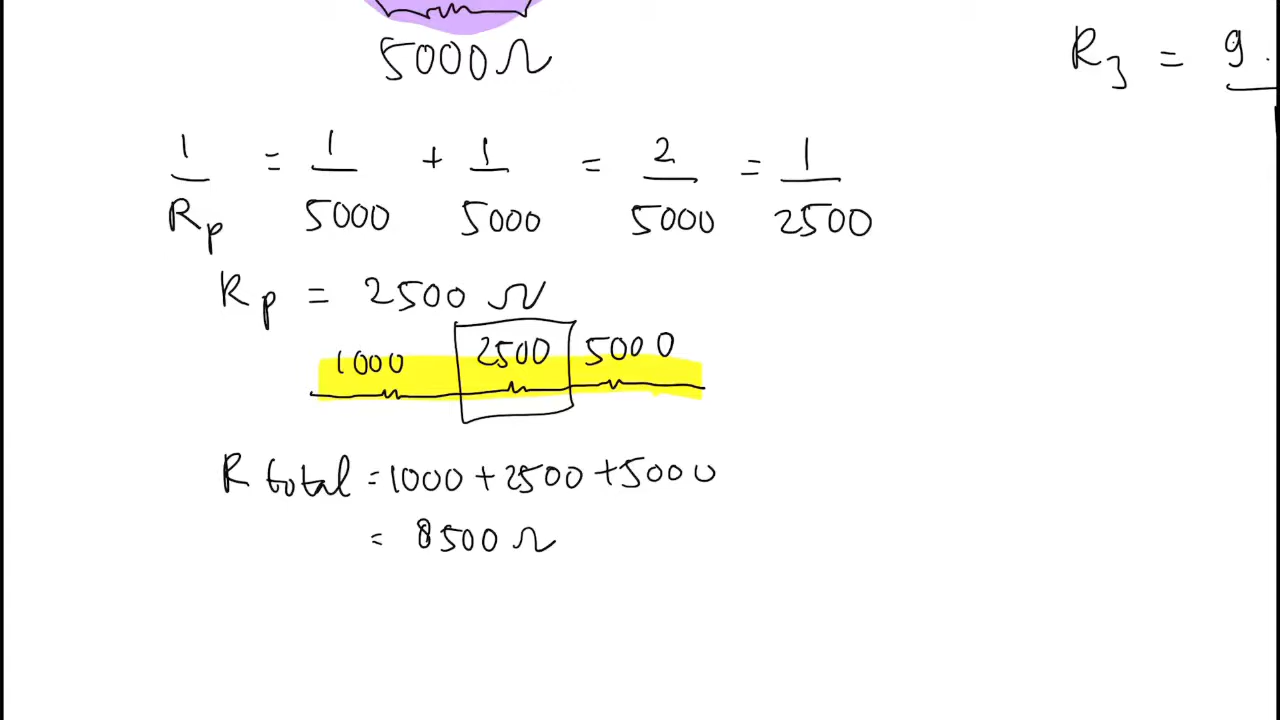 5000Ω
R₃ = 9.
1/Rp = 1/5000 + 1/5000 = 2/5000 = 1/2500
Rp = 2500 Ω
1000 2500 5000
R total = 1000 + 2500 + 5000
= 8500 Ω